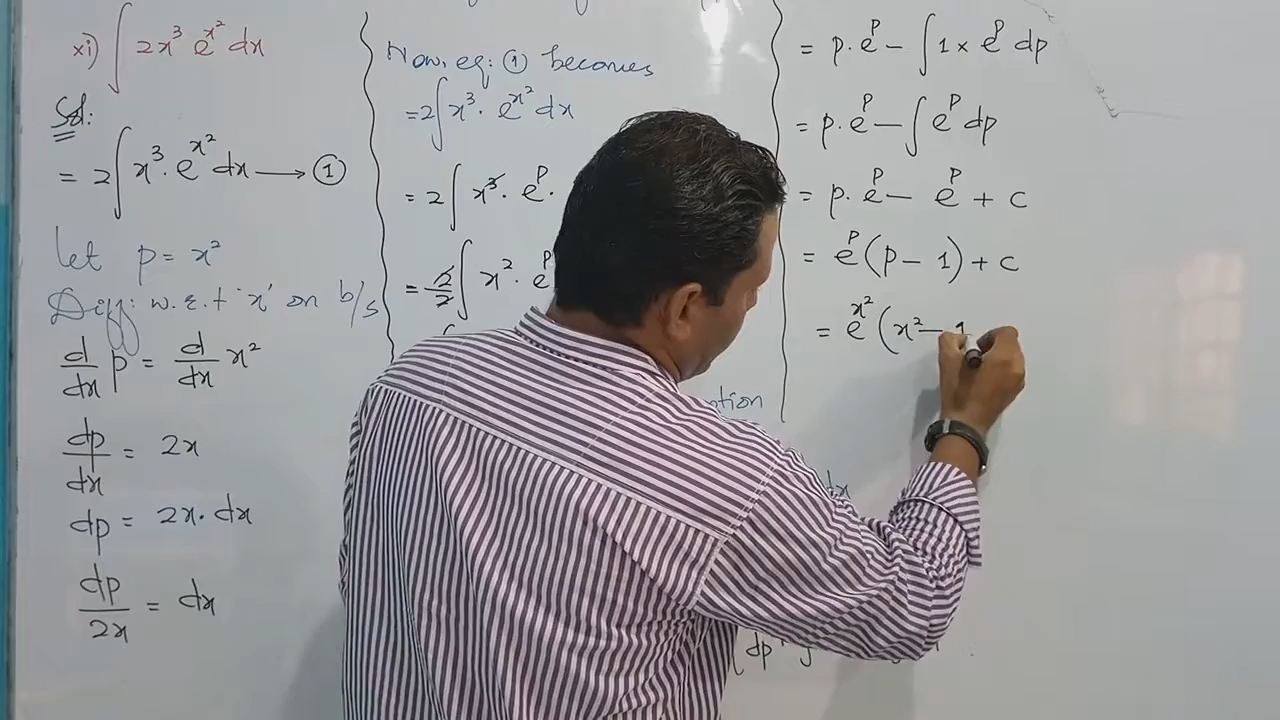 xi) ∫ 2x³ e^{x²} dx
Sol:
= 2∫ x³ · e^{x²} dx ⟶ ①
let p = x²
Diff: w.r.t 'x' on b/s
d/dx p = d/dx x²
dp/dx = 2x
dp = 2x · dx
dp/2x = dx
Now, eq: ① becomes
= 2∫ x³ · e^{x²} dx
= 2∫ x³ · e^p ·
= 2/2 ∫ x² · e^p
dx
dp
= p · e^p − ∫ 1 × e^p dp
= p · e^p − ∫ e^p dp
= p · e^p − e^p + c
= e^p (p − 1) + c
= e^{x²} (x² − 1